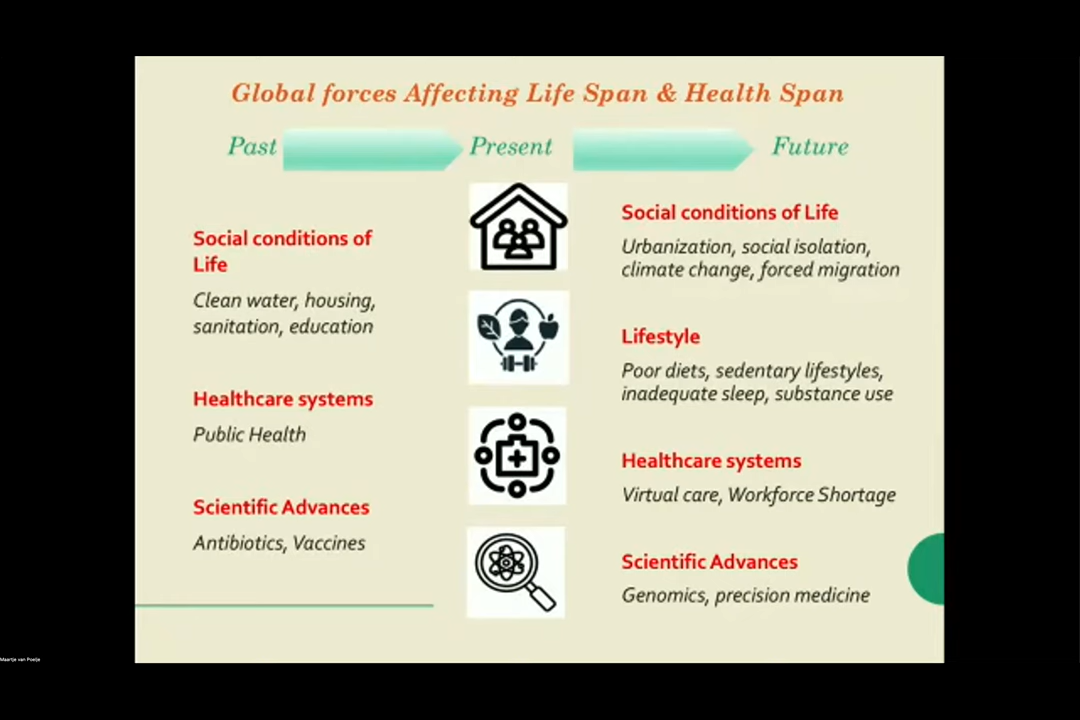 Global forces Affecting Life Span & Health Span
Past
Present
Future
Social conditions of
Life
Clean water, housing,
sanitation, education
Healthcare systems
Public Health
Scientific Advances
Antibiotics, Vaccines
Social conditions of Life
Urbanization, social isolation,
climate change, forced migration
Lifestyle
Poor diets, sedentary lifestyles,
inadequate sleep, substance use
Healthcare systems
Virtual care, Workforce Shortage
Scientific Advances
Genomics, precision medicine
Maartje van